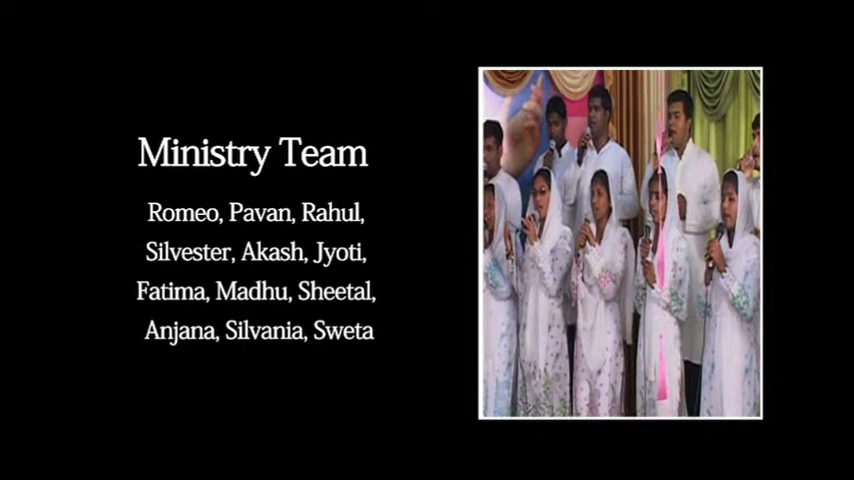 Ministry Team
Romeo, Pavan, Rahul,
Silvester, Akash, Jyoti,
Fatima, Madhu, Sheetal,
Anjana, Silvania, Sweta